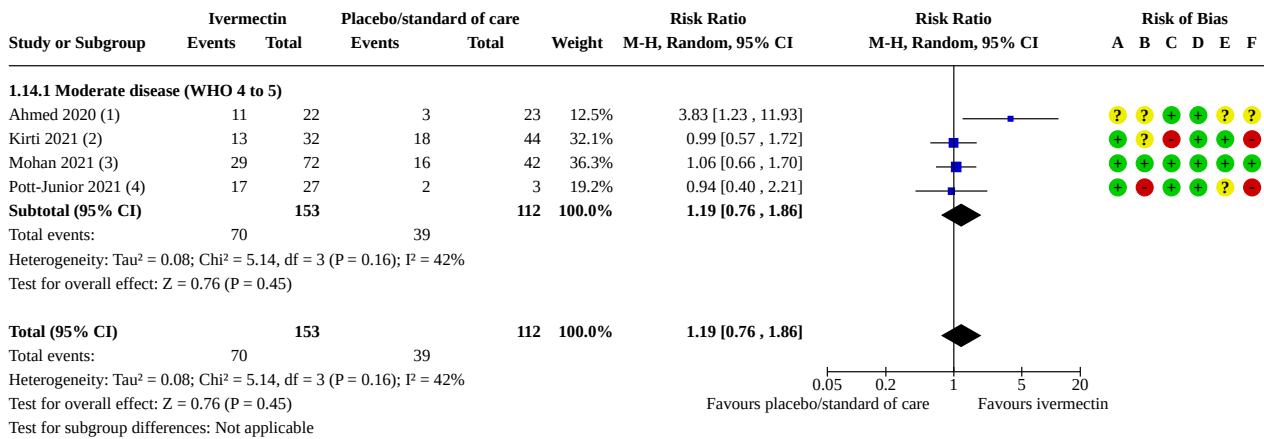 Ivermectin Placebo/standard of care Risk Ratio Risk Ratio Risk of Bias
Study or Subgroup Events Total Events Total Weight M-H, Random, 95% CI M-H, Random, 95% CI A B C D E F
1.14.1 Moderate disease (WHO 4 to 5)
Ahmed 2020 (1) 11 22 3 23 12.5% 3.83 [1.23 , 11.93] ? ? + + ? ?
Kirti 2021 (2) 13 32 18 44 32.1% 0.99 [0.57 , 1.72] + ? - + + -
Mohan 2021 (3) 29 72 16 42 36.3% 1.06 [0.66 , 1.70] + + + + + +
Pott-Junior 2021 (4) 17 27 2 3 19.2% 0.94 [0.40 , 2.21] + - + + ? -
Subtotal (95% CI) 153 112 100.0% 1.19 [0.76 , 1.86]
Total events: 70 39
Heterogeneity: Tau² = 0.08; Chi² = 5.14, df = 3 (P = 0.16); I² = 42%
Test for overall effect: Z = 0.76 (P = 0.45)
Total (95% CI) 153 112 100.0% 1.19 [0.76 , 1.86]
Total events: 70 39
Heterogeneity: Tau² = 0.08; Chi² = 5.14, df = 3 (P = 0.16); I² = 42%
0.05 0.2 1 5 20
Test for overall effect: Z = 0.76 (P = 0.45) Favours placebo/standard of care Favours ivermectin
Test for subgroup differences: Not applicable